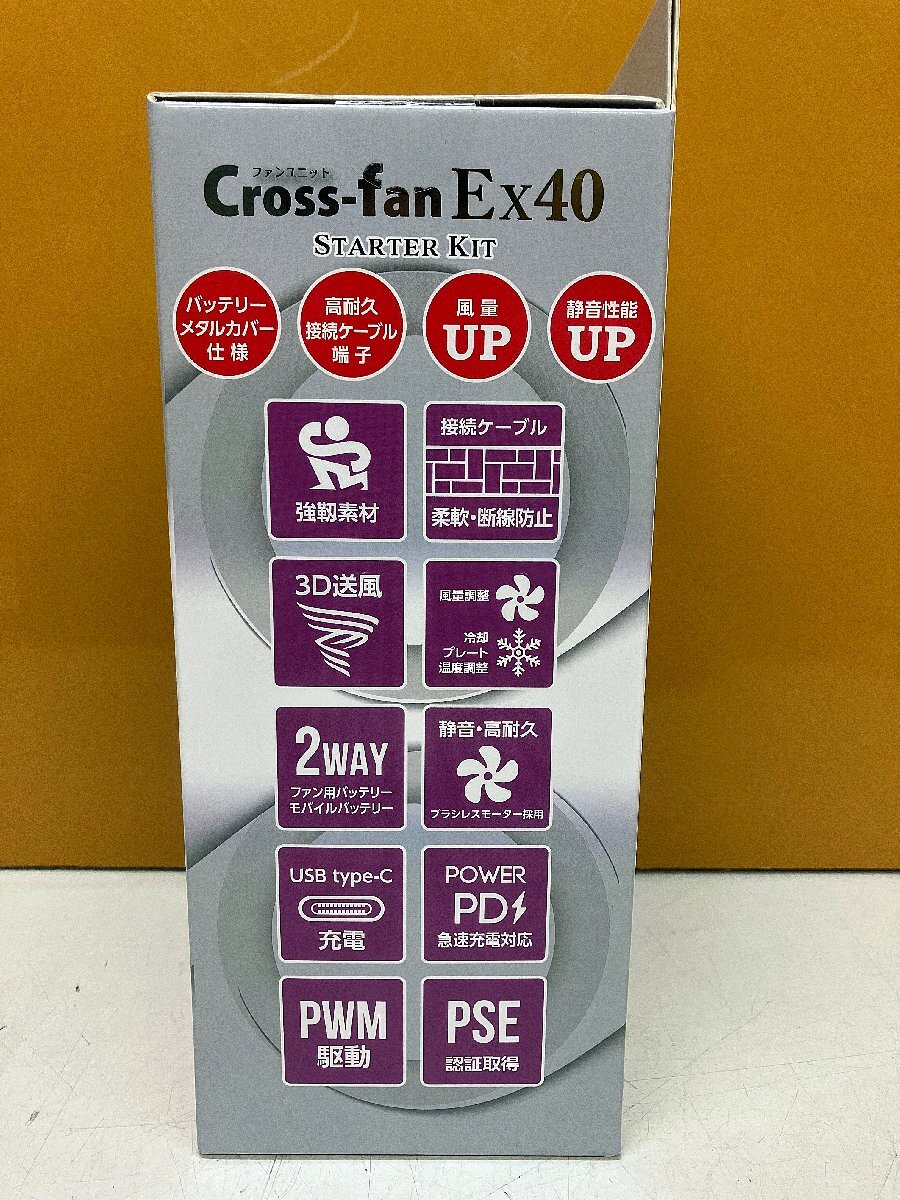 ファンユニット
Cross-fan Ex40
STARTER KIT
バッテリー
メタルカバー
仕様
高耐久
接続ケーブル
端子
風量
UP
静音性能
UP
強靱素材
接続ケーブル
柔軟・断線防止
3D送風
風量調整
冷却
プレート
温度調整
2WAY
ファン用バッテリー
モバイルバッテリー
静音・高耐久
ブラシレスモーター採用
USB type-C
充電
POWER
PD
急速充電対応
PWM
駆動
PSE
認証取得